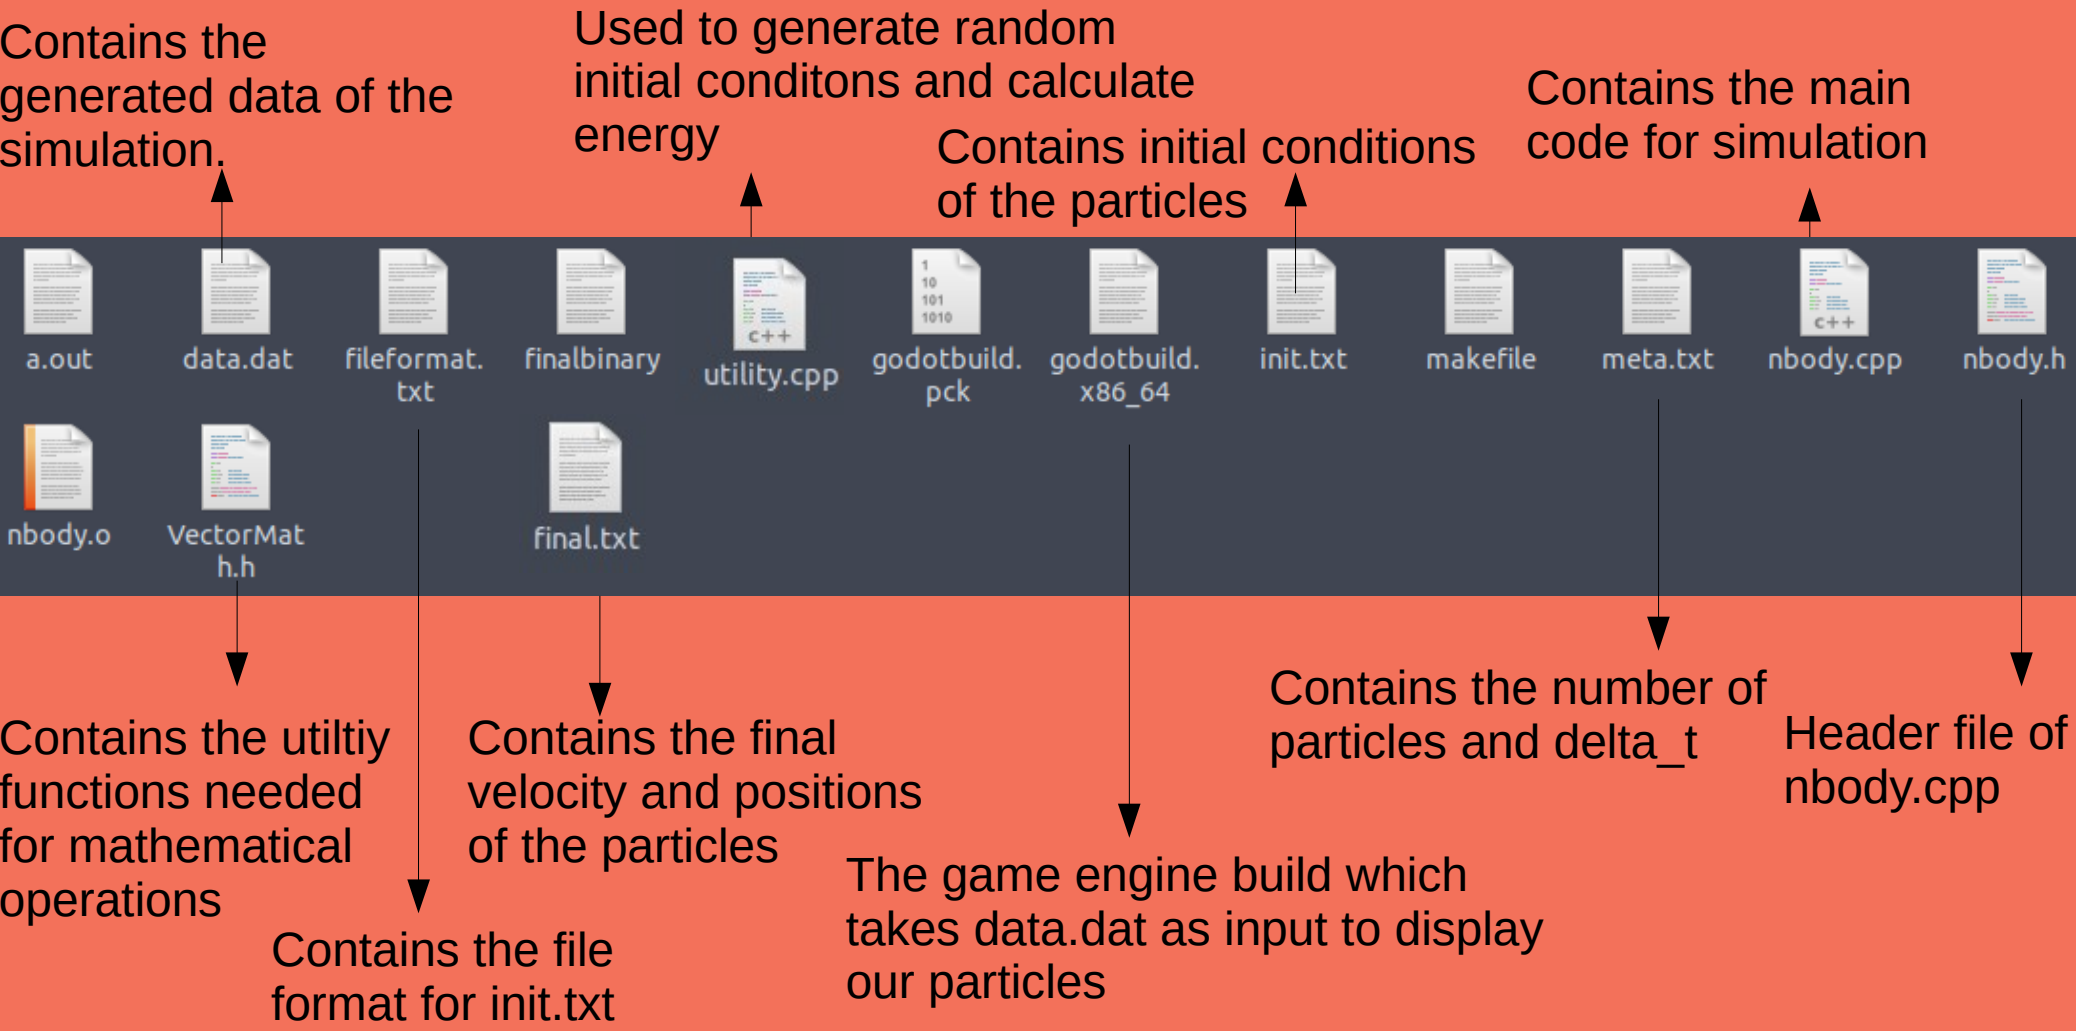 Contains the
generated data of the
simulation.
Used to generate random
initial conditons and calculate
energy
Contains initial conditions
of the particles
Contains the main
code for simulation
a.out
data.dat
fileformat.
txt
finalbinary
utility.cpp
c++
godotbuild.
pck
1
10
101
1010
godotbuild.
x86_64
init.txt
makefile
meta.txt
nbody.cpp
c++
nbody.h
nbody.o
VectorMat
h.h
final.txt
Contains the utiltiy
functions needed
for mathematical
operations
Contains the file
format for init.txt
Contains the final
velocity and positions
of the particles
The game engine build which
takes data.dat as input to display
our particles
Contains the number of
particles and delta_t
Header file of
nbody.cpp